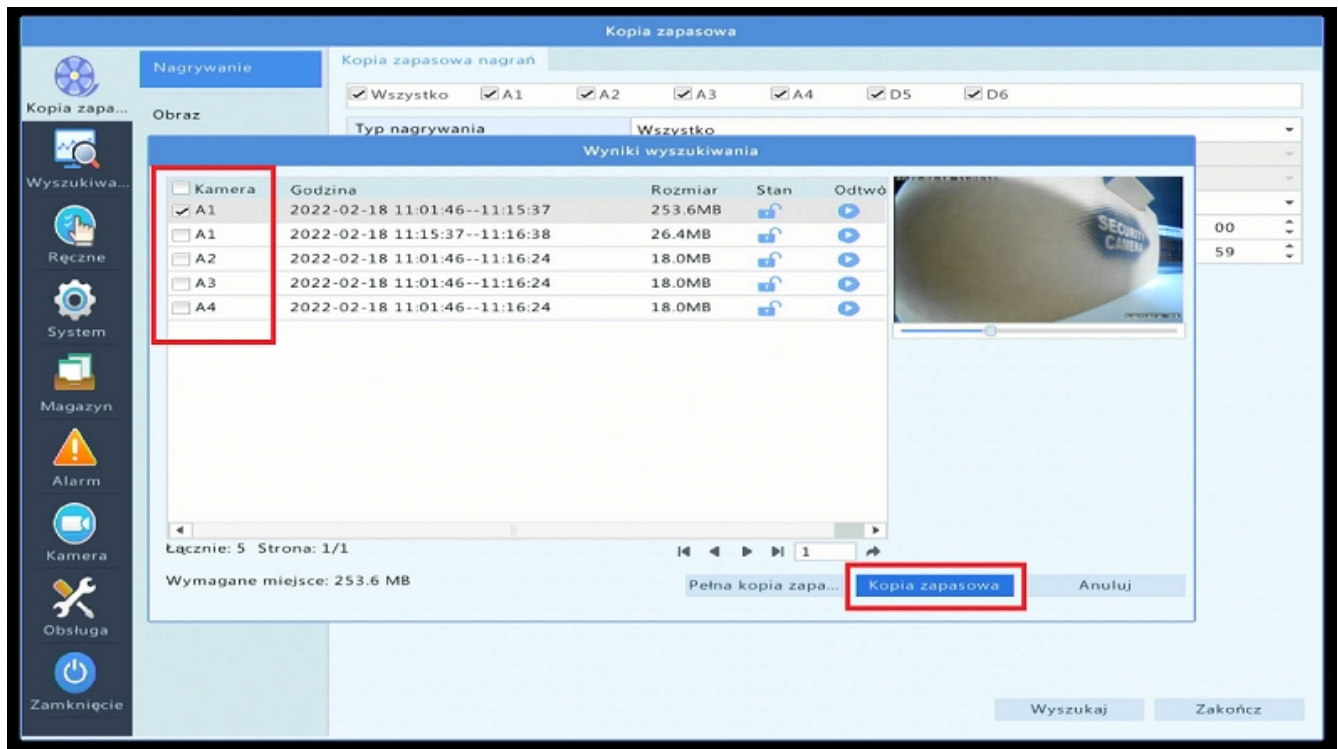 Kopia zapasowa
Kopia zapa...
Wyszukiwa...
Ręczne
System
Magazyn
Alarm
Kamera
Obsługa
Zamknięcie
Nagrywanie
Obraz
Kopia zapasowa nagrań
Wszystko A1 A2 A3 A4 D5 D6
Typ nagrywania Wszystko
00
59
Wyniki wyszukiwania
Kamera Godzina Rozmiar Stan Odtwó
A1 2022-02-18 11:01:46--11:15:37 253.6MB
A1 2022-02-18 11:15:37--11:16:38 26.4MB
A2 2022-02-18 11:01:46--11:16:24 18.0MB
A3 2022-02-18 11:01:46--11:16:24 18.0MB
A4 2022-02-18 11:01:46--11:16:24 18.0MB
SECURITY
CAMERA
Łącznie: 5 Strona: 1/1
1
Wymagane miejsce: 253.6 MB
Pełna kopia zapa... Kopia zapasowa Anuluj
Wyszukaj Zakończ